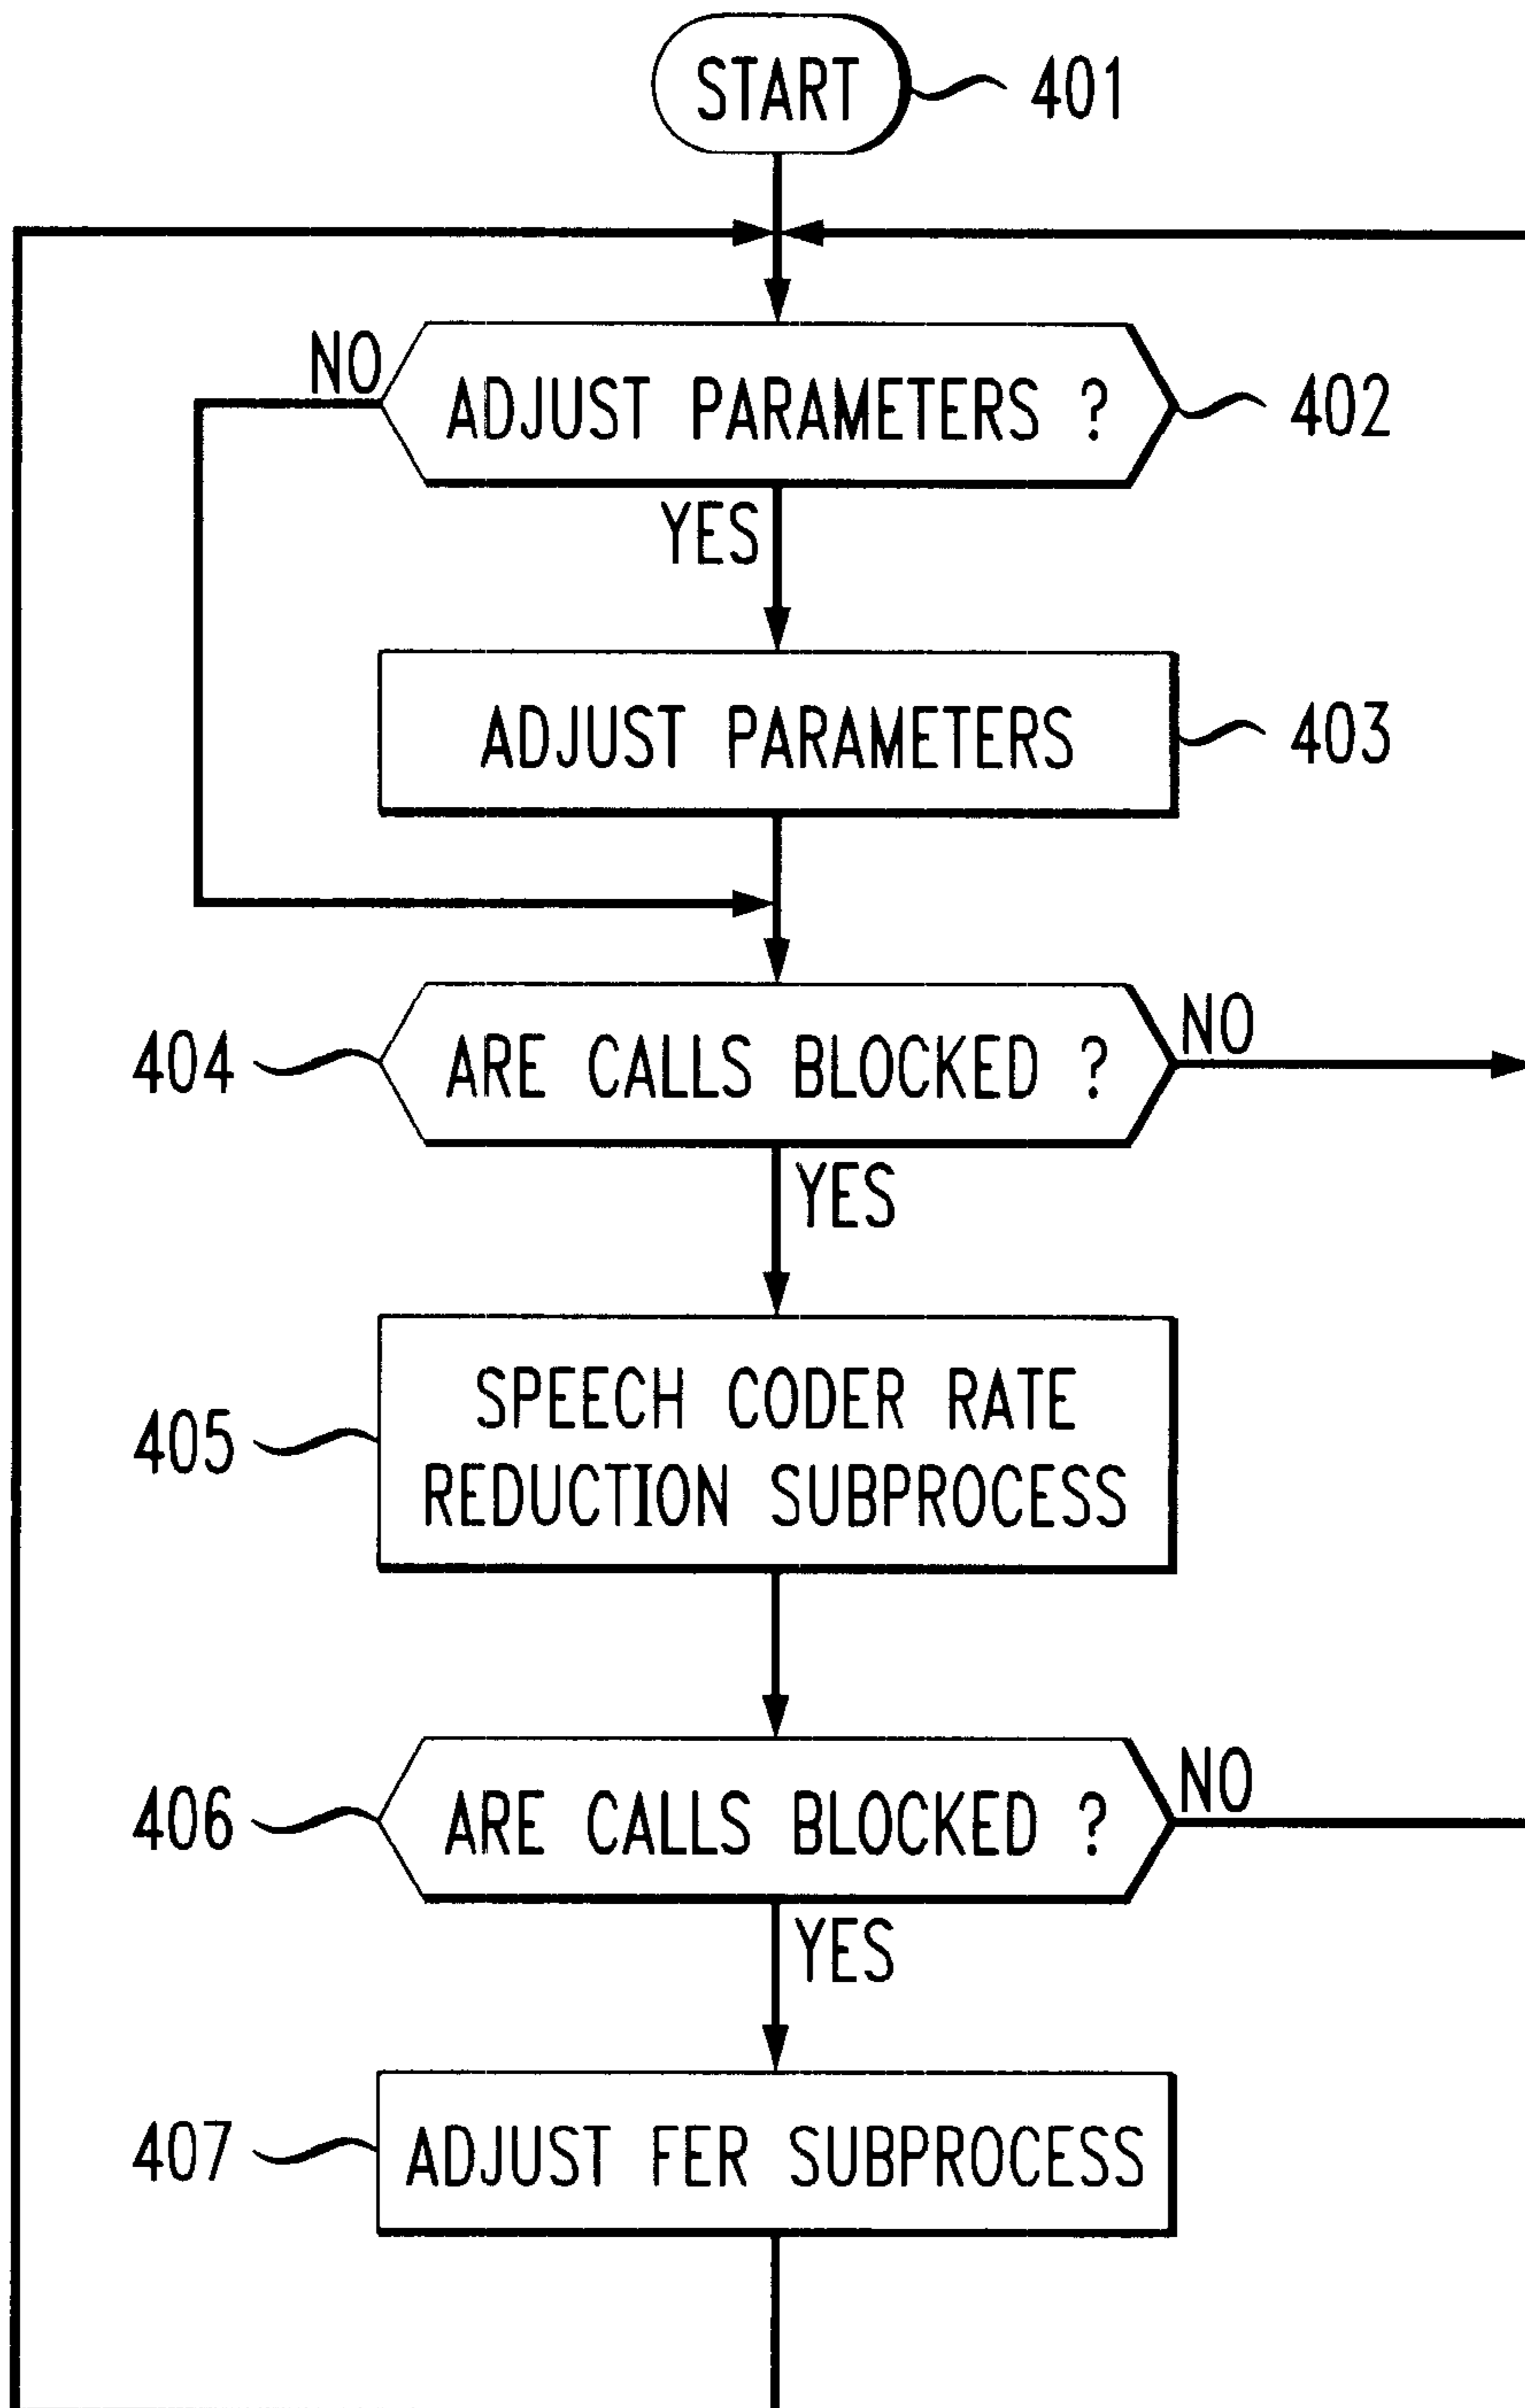 START
401
NO
ADJUST PARAMETERS ?
402
YES
ADJUST PARAMETERS
403
404
ARE CALLS BLOCKED ?
NO
YES
405
SPEECH CODER RATE
REDUCTION SUBPROCESS
406
ARE CALLS BLOCKED ?
NO
YES
407
ADJUST FER SUBPROCESS